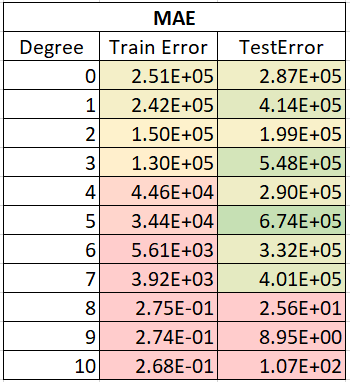 MAE
Degree Train Error TestError
0 2.51E+05 2.87E+05
1 2.42E+05 4.14E+05
2 1.50E+05 1.99E+05
3 1.30E+05 5.48E+05
4 4.46E+04 2.90E+05
5 3.44E+04 6.74E+05
6 5.61E+03 3.32E+05
7 3.92E+03 4.01E+05
8 2.75E-01 2.56E+01
9 2.74E-01 8.95E+00
10 2.68E-01 1.07E+02